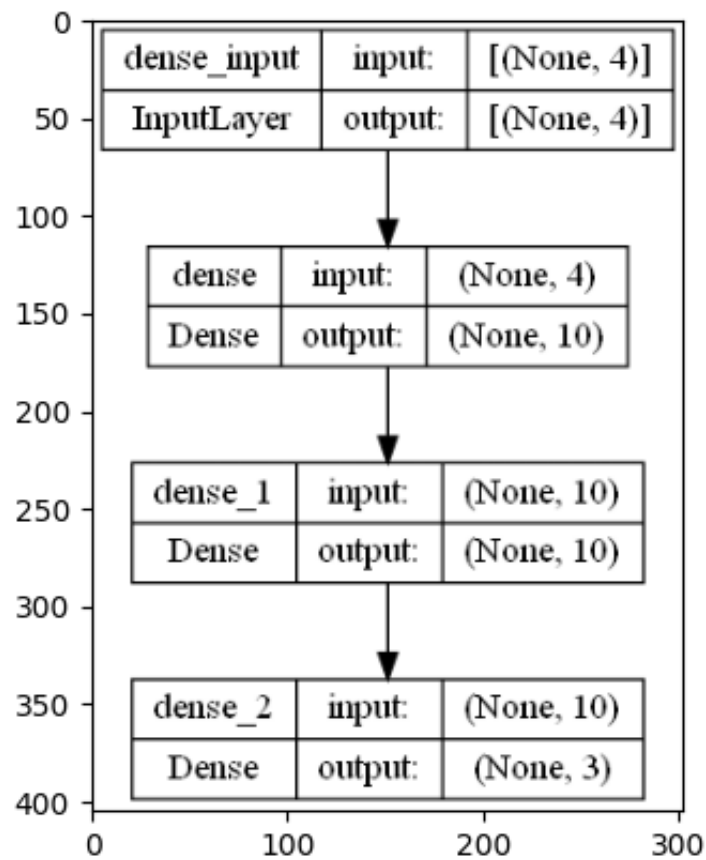 0
dense_input input: [(None, 4)]
50
InputLayer output: [(None, 4)]
100
dense input: (None, 4)
150
Dense output: (None, 10)
200
dense_1 input: (None, 10)
250
Dense output: (None, 10)
300
350
dense_2 input: (None, 10)
Dense output: (None, 3)
400
0 100 200 300